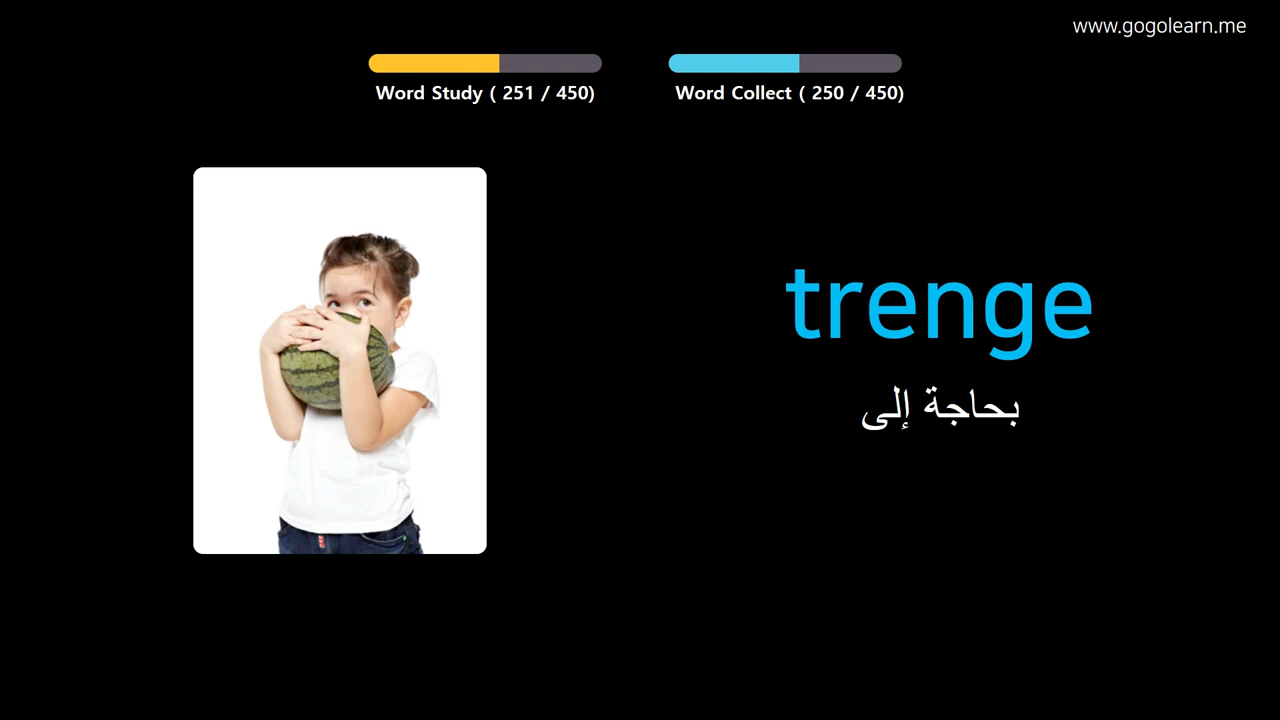 www.gogolearn.me
Word Study ( 251 / 450)
Word Collect ( 250 / 450)
trenge
بحاجة إلى